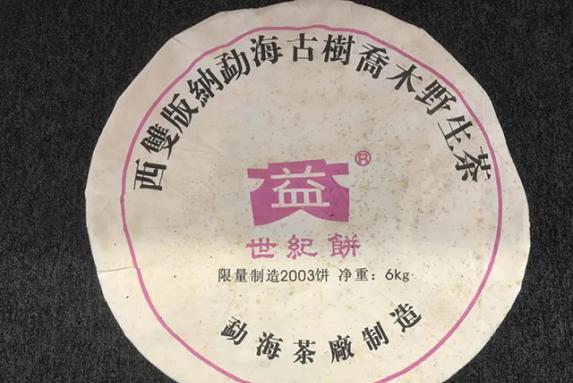 西雙版納勐海古樹喬木野生茶
益®
世紀餅
限量制造2003饼 净重：6kg
勐海茶廠制造